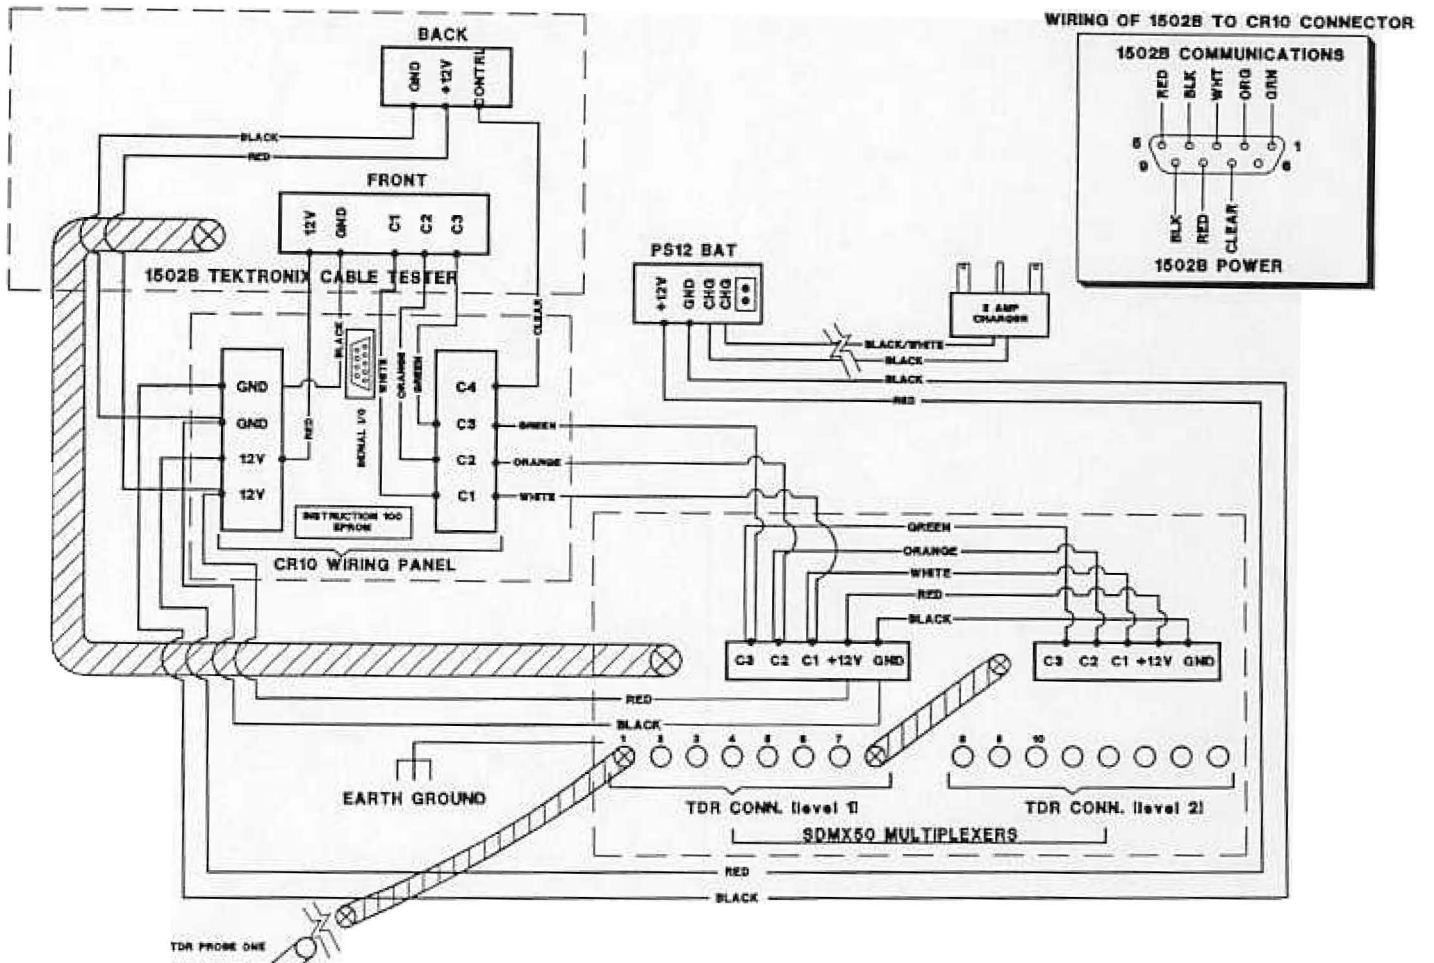 WIRING OF 1502B TO CR10 CONNECTOR
1502B COMMUNICATIONS
RED BLK WHT ORG GRN
5 1
9 6
BLK RED CLEAR
1502B POWER
BACK
GND +12V CONTRL
BLACK
RED
FRONT
12V GND C1 C2 C3
1502B TEKTRONIX CABLE TESTER
CLEAR
BLACK
WHITE
ORANGE
GREEN
RED
SERIAL I/O
GND
GND
12V
12V
C4
C3
C2
C1
INSTRUCTION 100
EPROM
CR10 WIRING PANEL
GREEN
ORANGE
WHITE
PS12 BAT
+12V GND CHG CHG
2 AMP
CHARGER
BLACK/WHITE
BLACK
BLACK
RED
GREEN
ORANGE
WHITE
RED
BLACK
C3 C2 C1 +12V GND
C3 C2 C1 +12V GND
RED
BLACK
1 2 3 4 5 6 7
8 9 10
EARTH GROUND
TDR CONN. (level 1)
TDR CONN. (level 2)
SDMX50 MULTIPLEXERS
RED
BLACK
TDR PROBE ONE